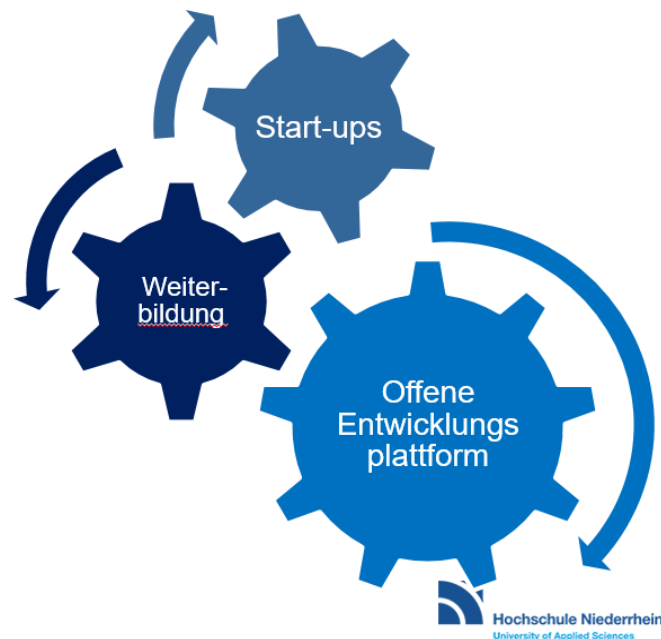 Start-ups
Weiter-
bildung
Offene
Entwicklungs
plattform
Hochschule Niederrhein
University of Applied Sciences